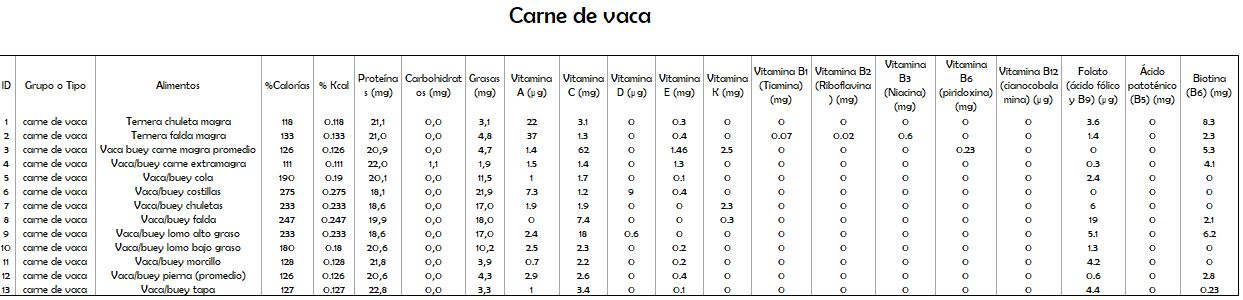 Carne de vaca
ID Grupo o Tipo Alimentos %Calorías % Kcal Proteínas (mg) Carbohidratos (mg) Grasas (mg) Vitamina A (µg) Vitamina C (µg) Vitamina D (µg) Vitamina E (mg) Vitamina K (mg) Vitamina B1 (Tiamina) (mg) Vitamina B2 (Riboflavina) (mg) Vitamina B3 (Niacina) (mg) Vitamina B6 (piridoxina) (mg) Vitamina B12 (cianocobalamina) (µg) Folato (ácido fólico y B9) (µg) Ácido patoténico (B5) (mg) Biotina (B6) (mg)
1 carne de vaca Ternera chuleta magra 118 0.118 21,1 0,0 3,1 22 3.1 0 0.3 0 0 0 0 0 0 3.6 0 8.3
2 carne de vaca Ternera falda magra 133 0.133 21,0 0,0 4,8 37 1.3 0 0.4 0 0.07 0.02 0.6 0 0 1.4 0 2.3
3 carne de vaca Vaca buey carne magra promedio 126 0.126 20,9 0,0 4,7 1.4 62 0 1.46 2.5 0 0 0 0.23 0 0 0 5.3
4 carne de vaca Vaca/buey carne extramagra 111 0.111 22,0 1,1 1,9 1.5 1.4 0 1.3 0 0 0 0 0 0 0.3 0 4.1
5 carne de vaca Vaca/buey cola 190 0.19 20,1 0,0 11,5 1 1.7 0 0.1 0 0 0 0 0 0 2.4 0 0
6 carne de vaca Vaca/buey costillas 275 0.275 18,1 0,0 21,9 7.3 1.2 9 0.4 0 0 0 0 0 0 0 0 0
7 carne de vaca Vaca/buey chuletas 233 0.233 18,6 0,0 17,0 1.9 1.9 0 0 2.3 0 0 0 0 0 6 0 0
8 carne de vaca Vaca/buey falda 247 0.247 19,9 0,0 18,0 0 7.4 0 0 0.3 0 0 0 0 0 19 0 2.1
9 carne de vaca Vaca/buey lomo alto graso 233 0.233 18,6 0,0 17,0 2.4 18 0.6 0 0 0 0 0 0 0 5.1 0 6.2
10 carne de vaca Vaca/buey lomo bajo graso 180 0.18 20,6 0,0 10,2 2.5 2.3 0 0.2 0 0 0 0 0 0 1.3 0 0
11 carne de vaca Vaca/buey morcillo 128 0.128 21,8 0,0 3,9 0.7 2.2 0 0.2 0 0 0 0 0 0 4.2 0 0
12 carne de vaca Vaca/buey pierna (promedio) 126 0.126 20,6 0,0 4,3 2.9 2.6 0 0.4 0 0 0 0 0 0 0.6 0 2.8
13 carne de vaca Vaca/buey tapa 127 0.127 22,8 0,0 3,3 1 3.4 0 0.1 0 0 0 0 0 0 4.4 0 0.23